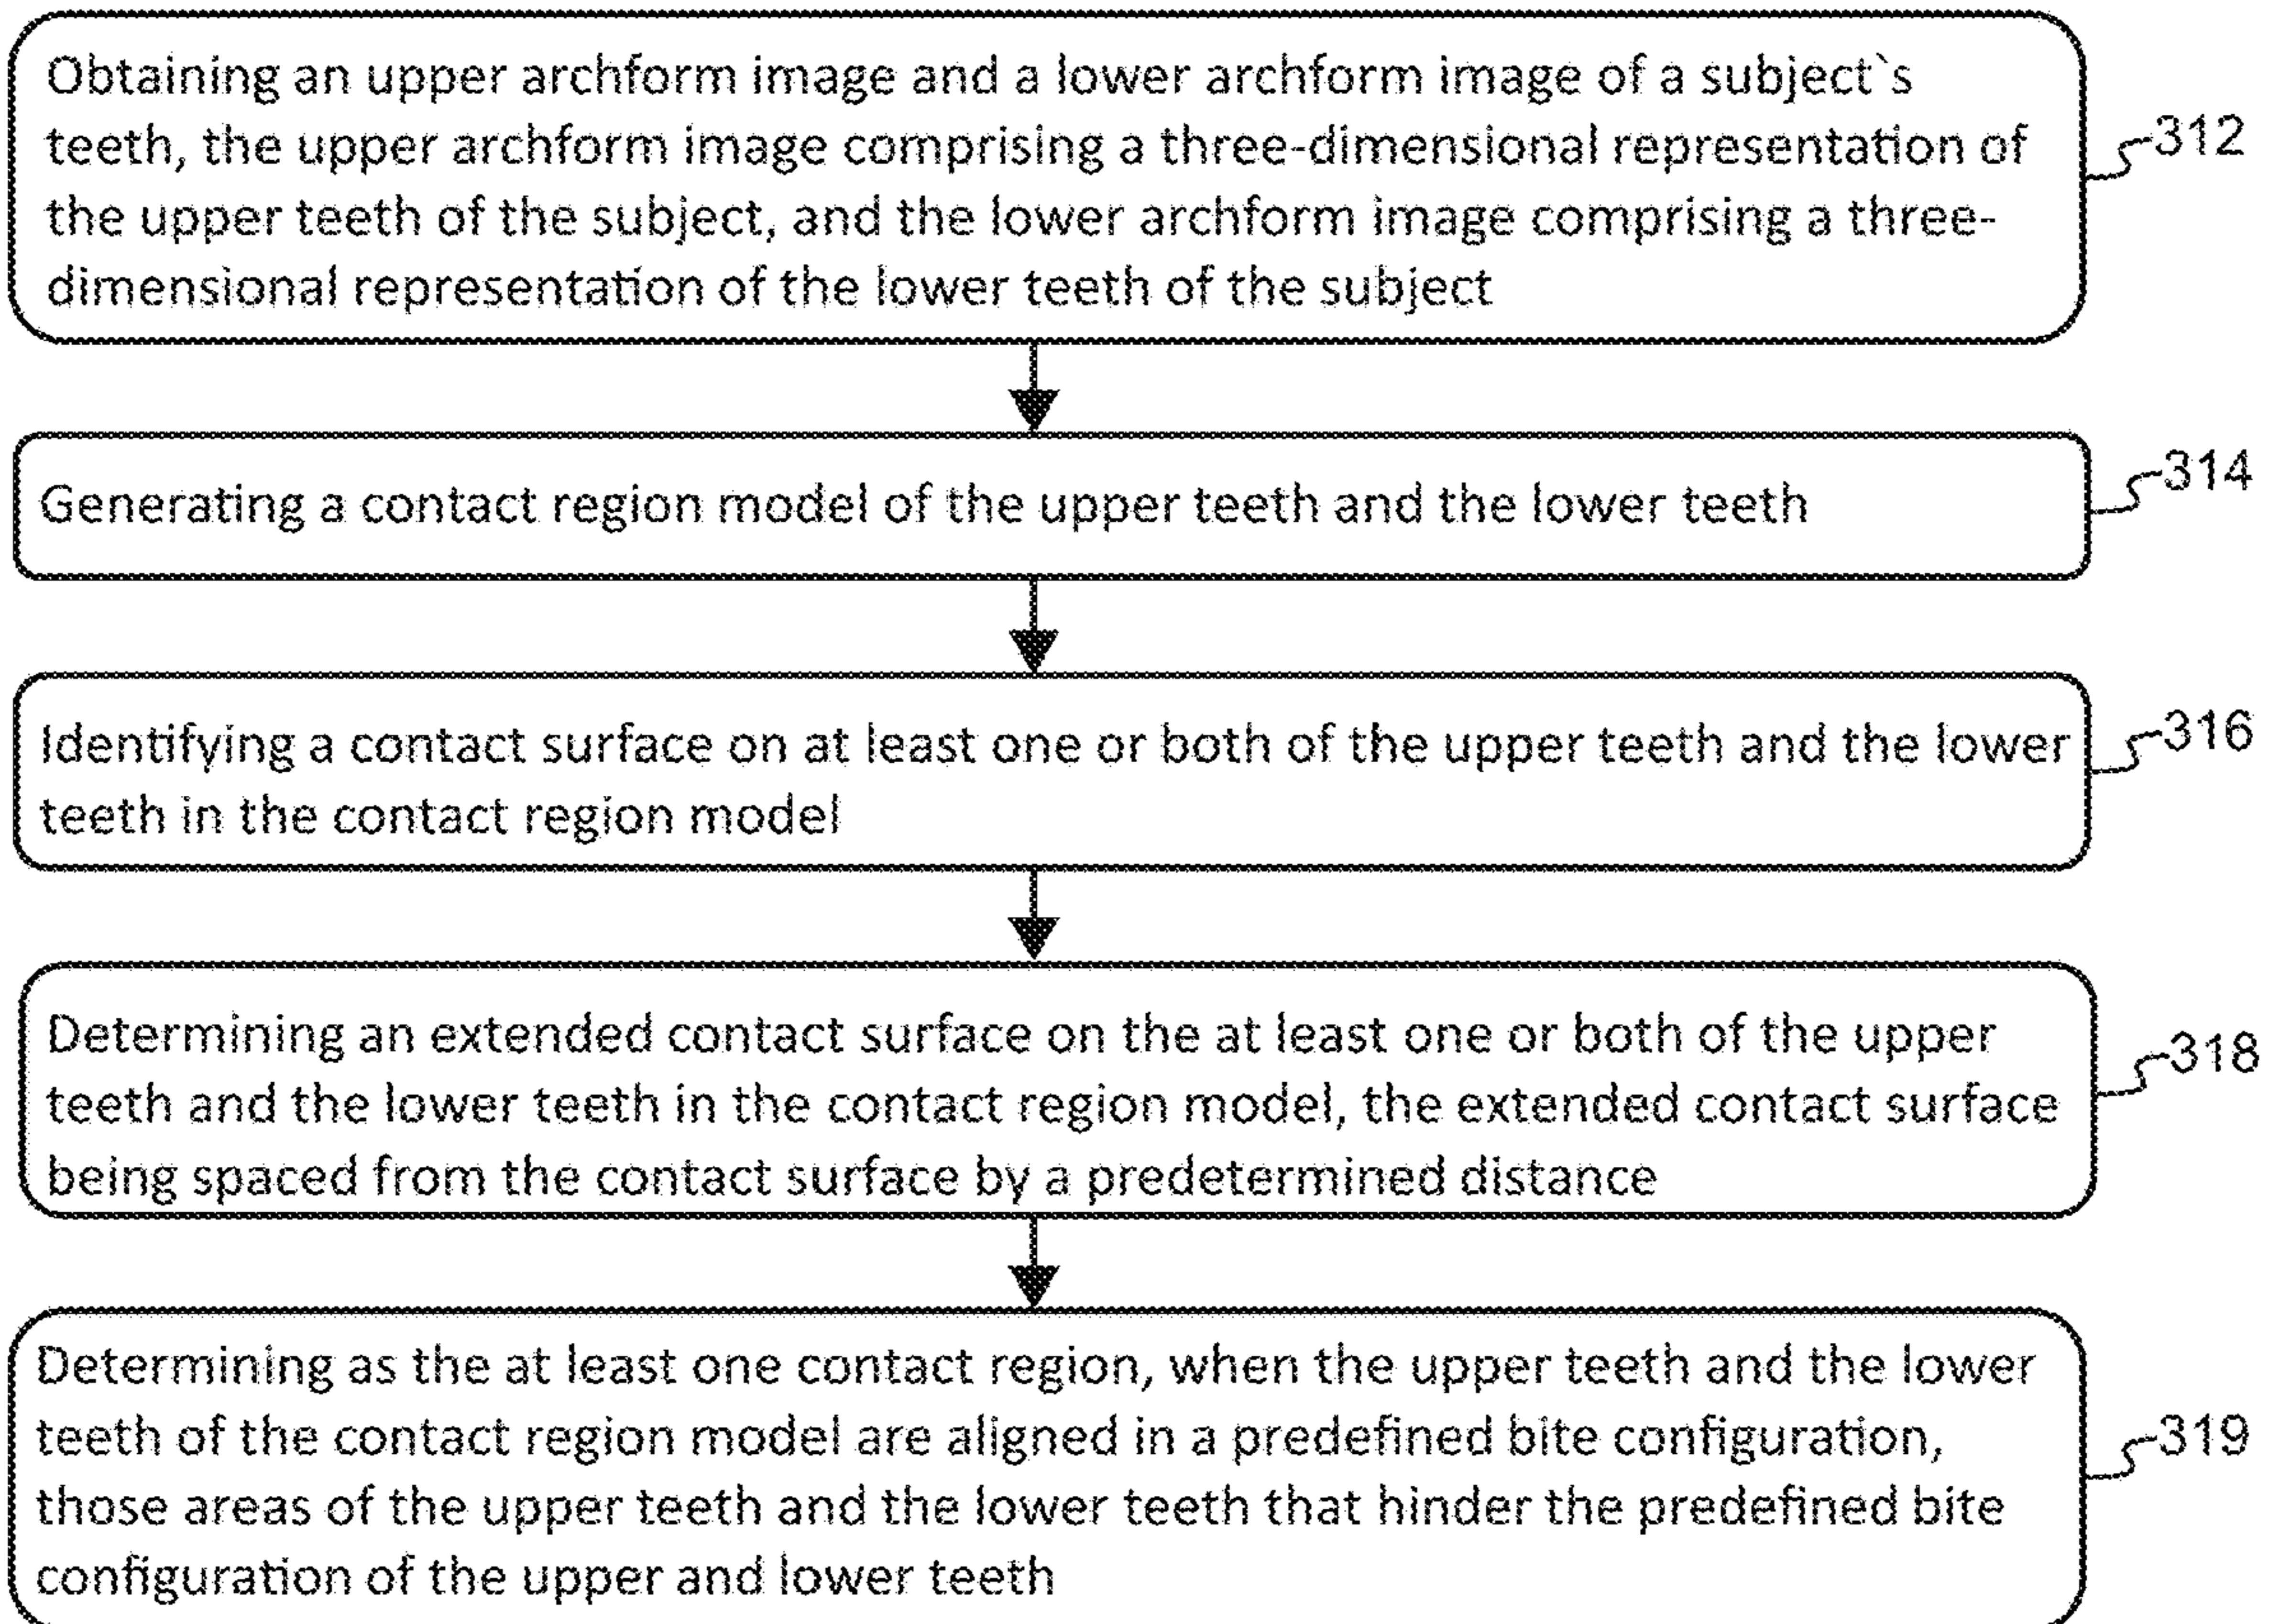 Obtaining an upper archform image and a lower archform image of a subject`s
teeth, the upper archform image comprising a three-dimensional representation of
the upper teeth of the subject, and the lower archform image comprising a three-
dimensional representation of the lower teeth of the subject
312
Generating a contact region model of the upper teeth and the lower teeth
314
Identifying a contact surface on at least one or both of the upper teeth and the lower
teeth in the contact region model
316
Determining an extended contact surface on the at least one or both of the upper
teeth and the lower teeth in the contact region model, the extended contact surface
being spaced from the contact surface by a predetermined distance
318
Determining as the at least one contact region, when the upper teeth and the lower
teeth of the contact region model are aligned in a predefined bite configuration,
those areas of the upper teeth and the lower teeth that hinder the predefined bite
configuration of the upper and lower teeth
319